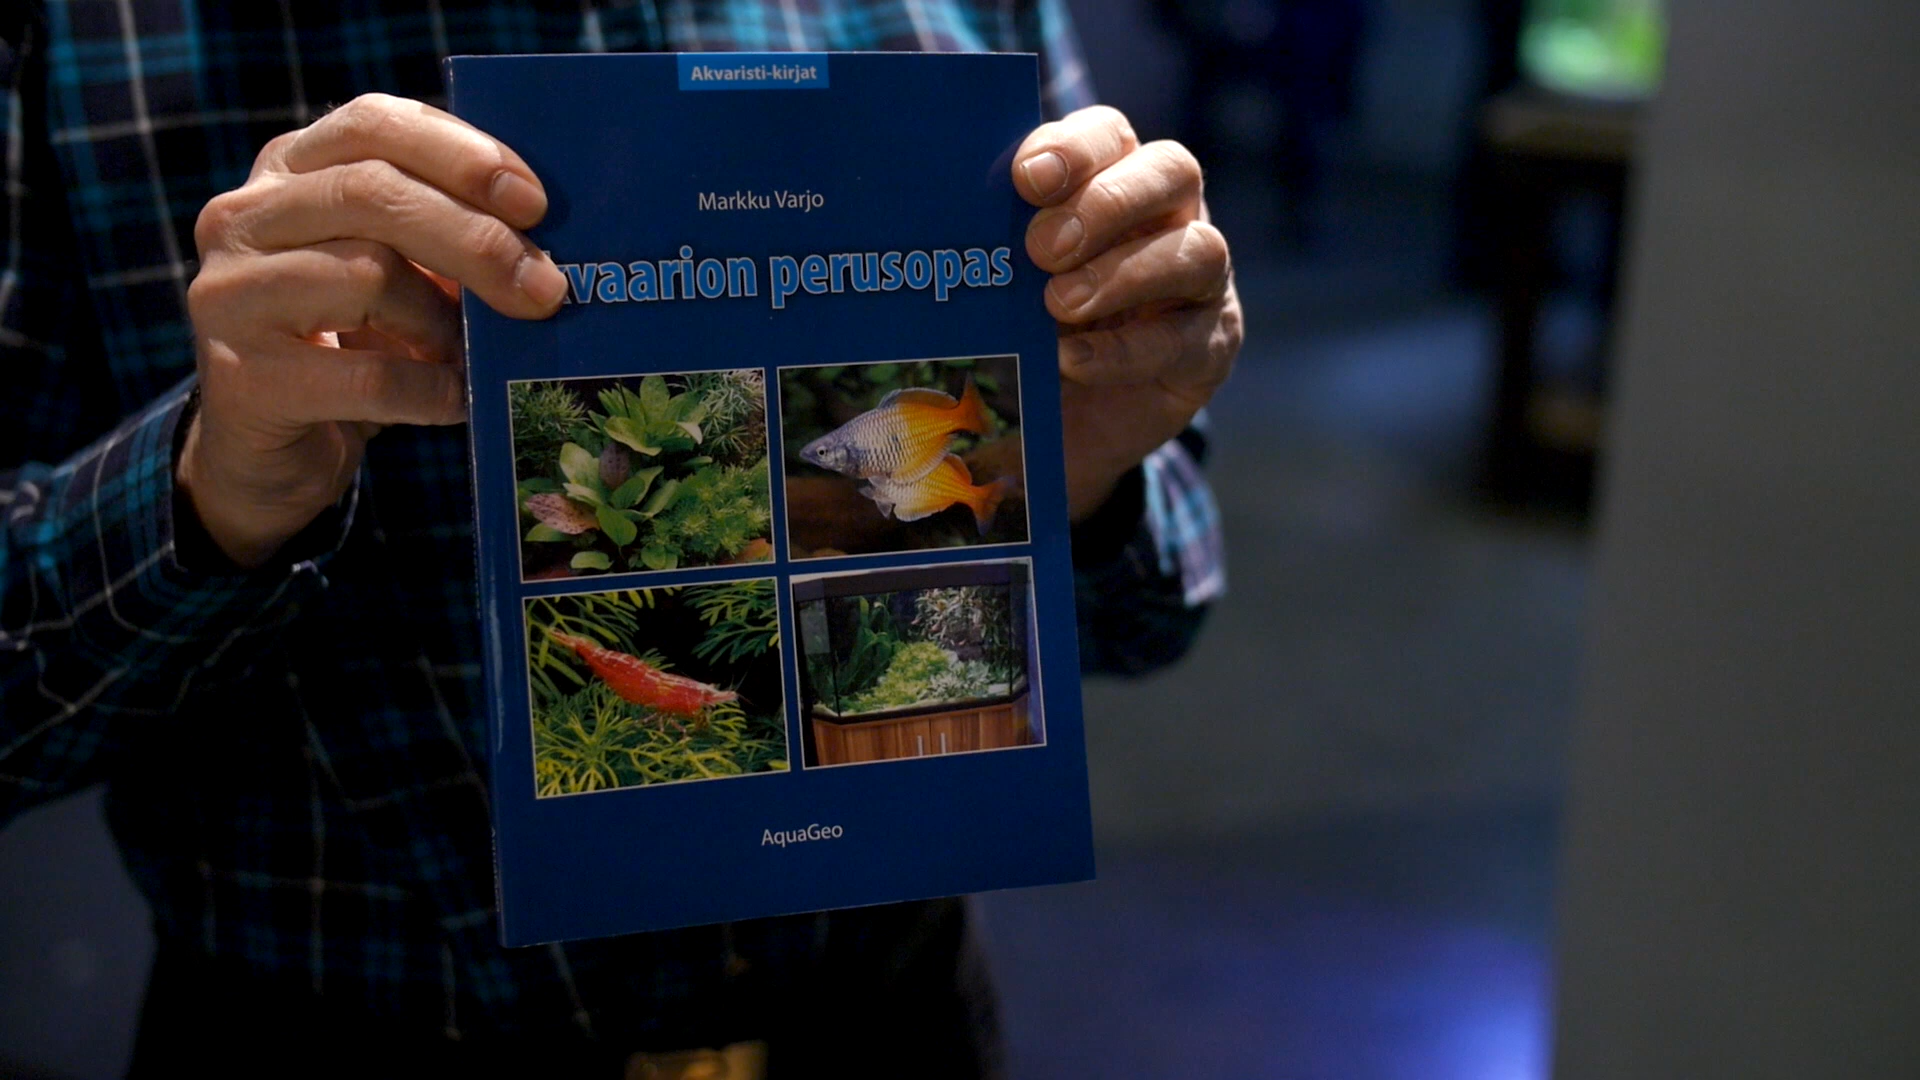 Akvaristi-kirjat
Markku Varjo
kvaarion perusopas
AquaGeo